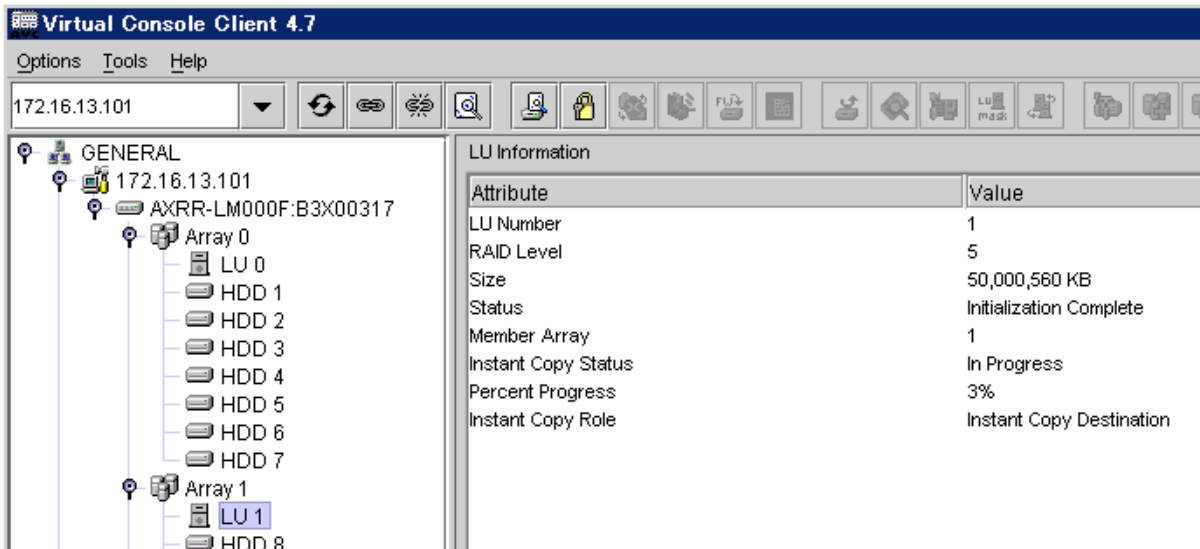 Virtual Console Client 4.7
Options Tools Help
172.16.13.101
FW
LU
mask
GENERAL
172.16.13.101
AXRR-LM000F:B3X00317
Array 0
LU 0
HDD 1
HDD 2
HDD 3
HDD 4
HDD 5
HDD 6
HDD 7
Array 1
LU 1
HDD 8
LU Information
Attribute Value
LU Number 1
RAID Level 5
Size 50,000,560 KB
Status Initialization Complete
Member Array 1
Instant Copy Status In Progress
Percent Progress 3%
Instant Copy Role Instant Copy Destination